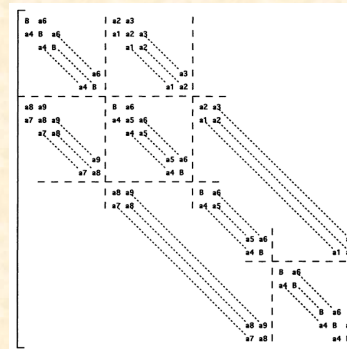 B a6 a2 a3
a4 B a6 a1 a2 a3
a4 B a1 a2
a6 a3
a4 B a1 a2
a8 a9 B a6 a2 a3
a7 a8 a9 a4 a5 a6 a1 a2
a7 a8 a4 a5
a9 a5 a6
a7 a8 a4 B
a8 a9 B a6
a7 a8 a4 a5
a5 a6
a4 B a1
B a6
a4 B
B a6
a8 a9 a4 B
a7 a8 a4